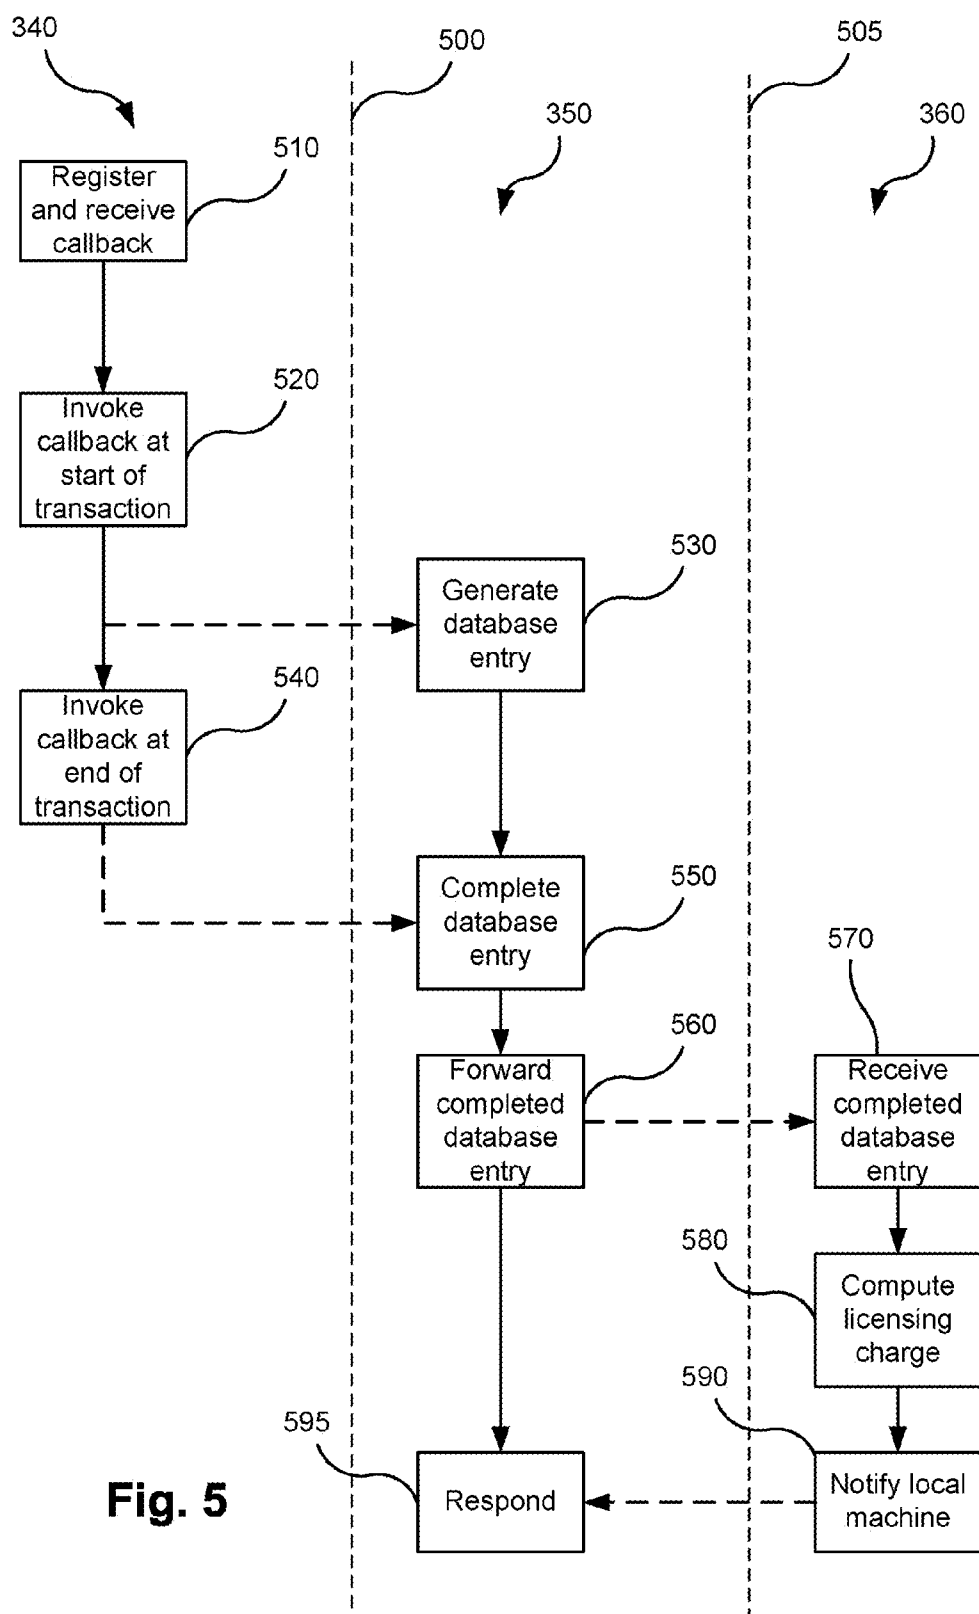 340
500
505
350
360
510
Register
and receive
callback
520
Invoke
callback at
start of
transaction
530
Generate
database
entry
540
Invoke
callback at
end of
transaction
550
Complete
database
entry
570
560
Forward
completed
database
entry
Receive
completed
database
entry
580
Compute
licensing
charge
590
595
Respond
Notify local
machine
Fig. 5